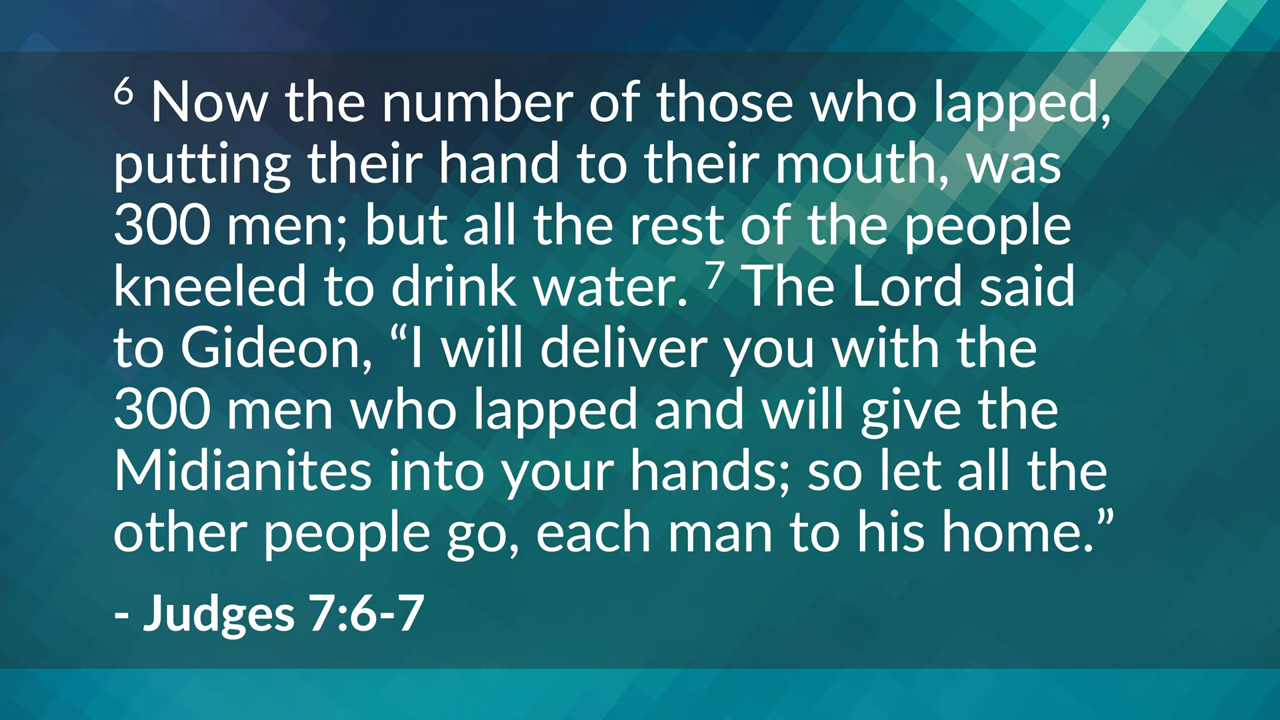 6 Now the number of those who lapped,
putting their hand to their mouth, was
300 men; but all the rest of the people
kneeled to drink water. 7 The Lord said
to Gideon, “I will deliver you with the
300 men who lapped and will give the
Midianites into your hands; so let all the
other people go, each man to his home.”
- Judges 7:6-7